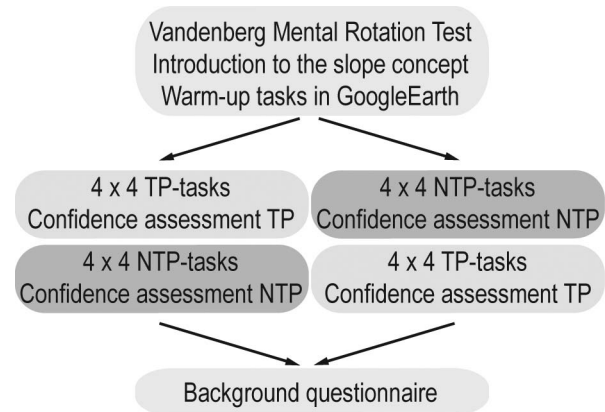 Vandenberg Mental Rotation Test
Introduction to the slope concept
Warm-up tasks in GoogleEarth
4 x 4 TP-tasks
Confidence assessment TP
4 x 4 NTP-tasks
Confidence assessment NTP
4 x 4 NTP-tasks
Confidence assessment NTP
4 x 4 TP-tasks
Confidence assessment TP
Background questionnaire